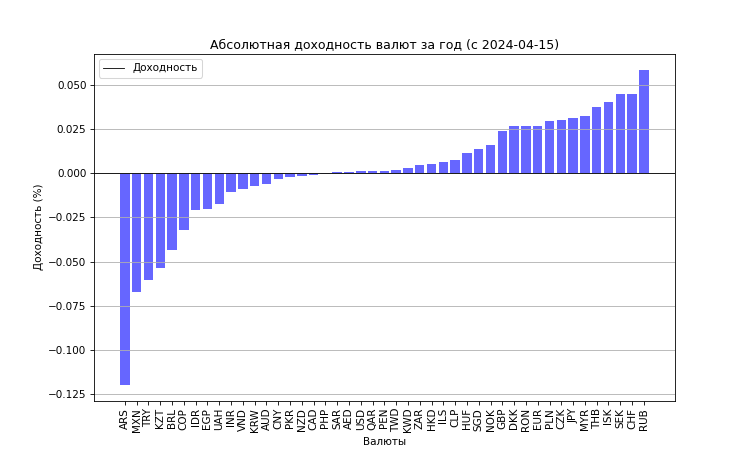 Абсолютная доходность валют за год (с 2024-04-15)
Доходность
0.050
0.025
0.000
−0.025
−0.050
−0.075
−0.100
−0.125
Доходность (%)
ARS MXN TRY KZT BRL COP IDR EGP UAH INR VND KRW AUD CNY PKR NZD CAD PHP SAR AED USD QAR PEN TWD KWD ZAR HKD ILS CLP HUF SGD NOK GBP DKK RON EUR PLN CZK JPY MYR THB ISK SEK CHF RUB
Валюты